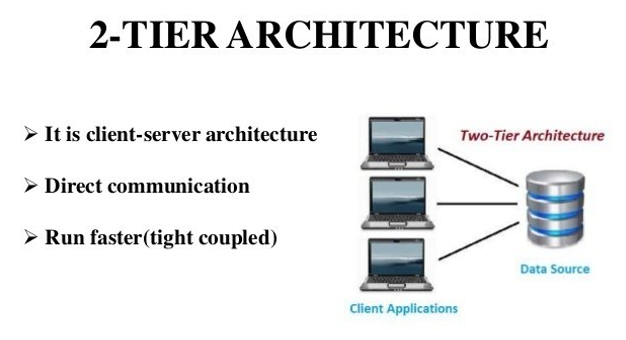 2-TIER ARCHITECTURE
➢ It is client-server architecture
➢ Direct communication
➢ Run faster(tight coupled)
Two-Tier Architecture
Data Source
Client Applications